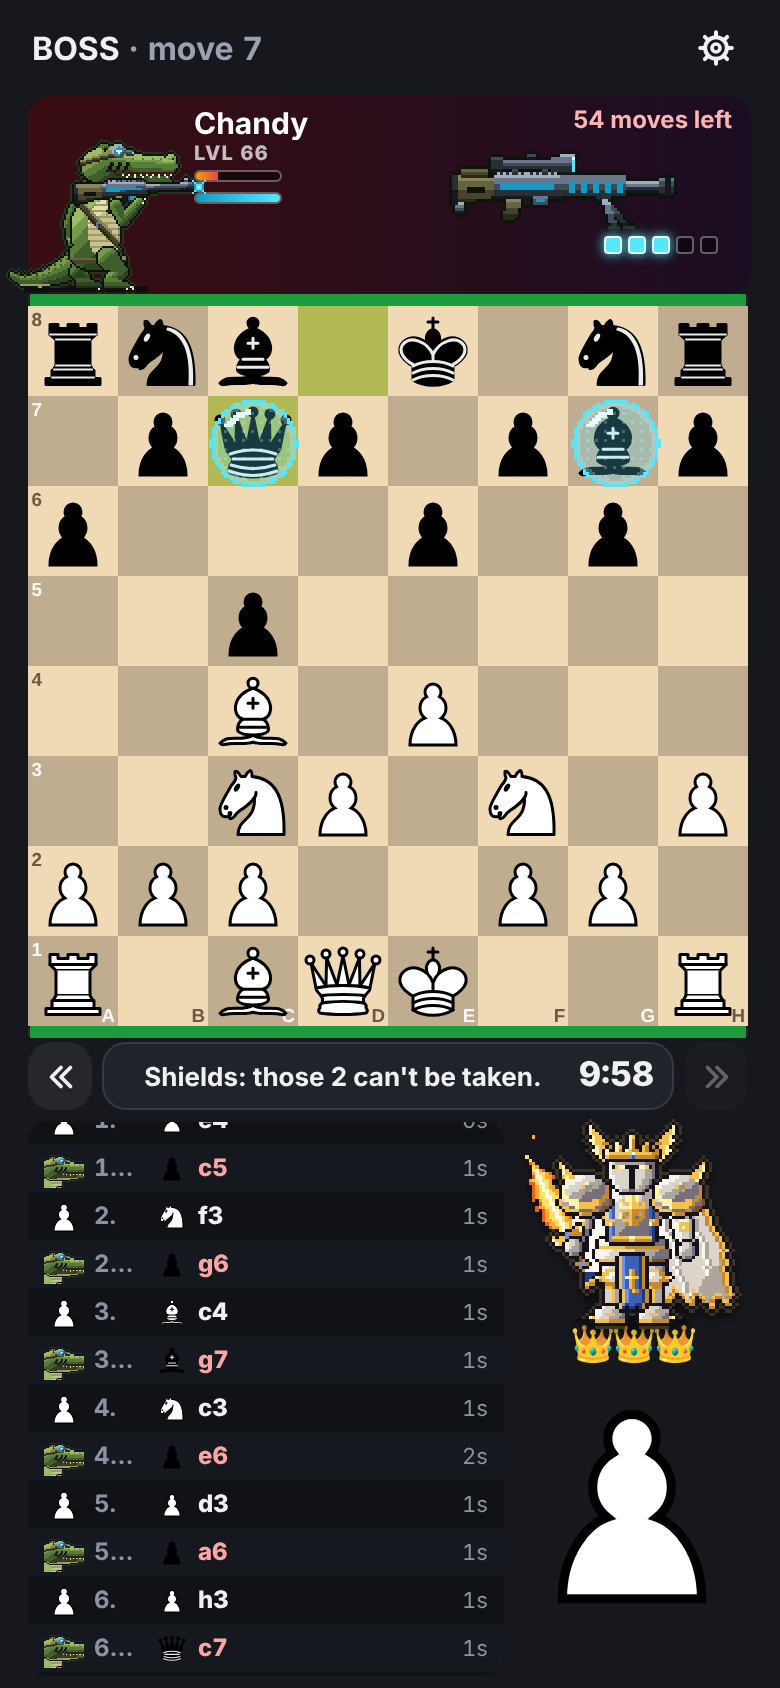 BOSS · move 7
Chandy
LVL 66
54 moves left
8
7
6
5
4
3
2
1
A B C D E F G H
Shields: those 2 can't be taken. 9:58
1. e4 0s
1... c5 1s
2. f3 1s
2... g6 1s
3. c4 1s
3... g7 1s
4. c3 1s
4... e6 2s
5. d3 1s
5... a6 1s
6. h3 1s
6... c7 1s